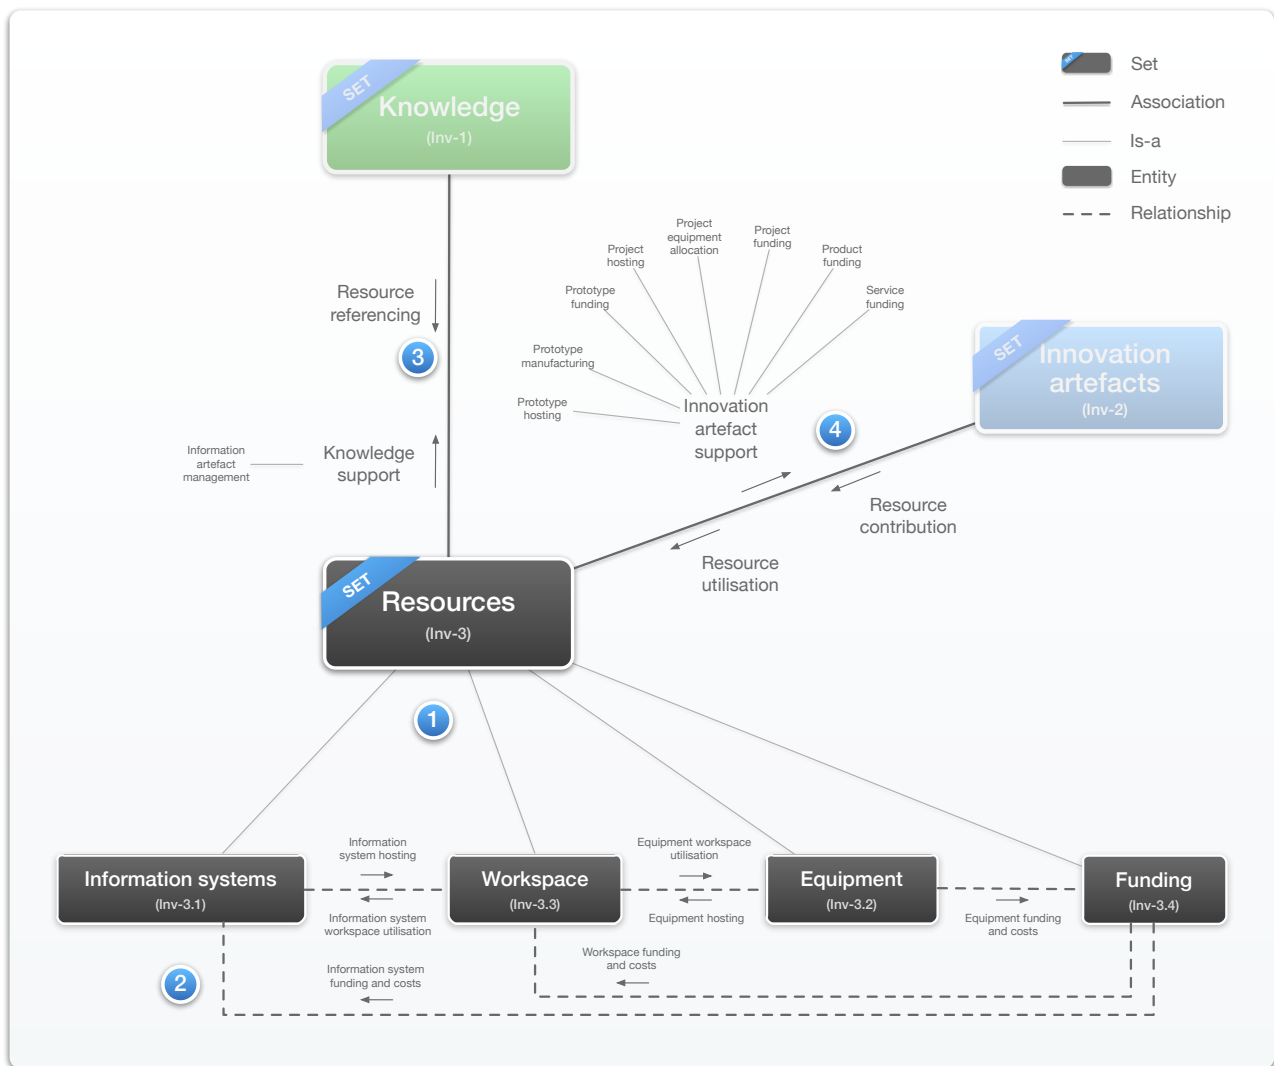 SET
Knowledge
(Inv-1)
SET
Set
Association
Is-a
Entity
Relationship
Project
equipment
allocation
Project
funding
Project
hosting
Product
funding
Prototype
funding
Service
funding
Resource
referencing
3
Prototype
manufacturing
Prototype
hosting
Innovation
artefact
support
4
SET
Innovation
artefacts
(Inv-2)
Information
artefact
management
Knowledge
support
Resource
contribution
Resource
utilisation
SET
Resources
(Inv-3)
1
Information
system hosting
Equipment workspace
utilisation
Information systems
(Inv-3.1)
Workspace
(Inv-3.3)
Equipment
(Inv-3.2)
Funding
(Inv-3.4)
Information system
workspace utilisation
Equipment hosting
Equipment funding
and costs
2
Information system
funding and costs
Workspace funding
and costs